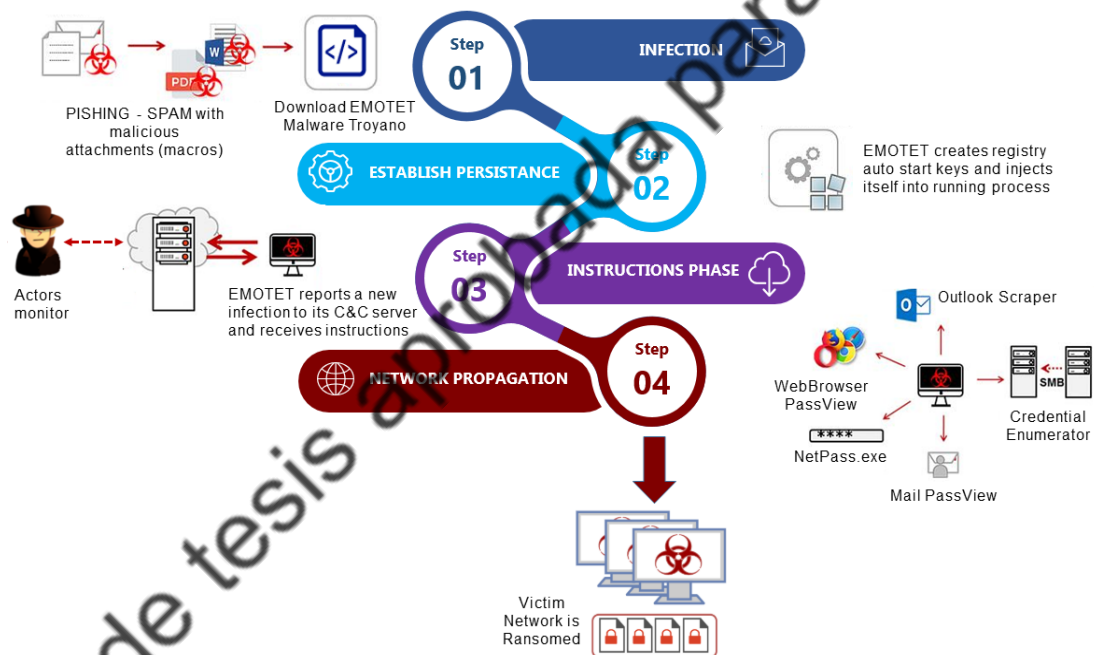 Step
01
INFECTION
W
PDF
</>
PISHING - SPAM with
malicious
attachments (macros)
Download EMOTET
Malware Troyano
ESTABLISH PERSISTANCE
Step
02
EMOTET creates registry
auto start keys and injects
itself into running process
Step
03
INSTRUCTIONS PHASE
Actors
monitor
EMOTET reports a new
infection to its C&C server
and receives instructions
NETWORK PROPAGATION
Step
04
O
Outlook Scraper
WebBrowser
PassView
SMB
Credential
Enumerator
****
NetPass.exe
Mail PassView
Victim
Network is
Ransomed
de tesis aprobada para